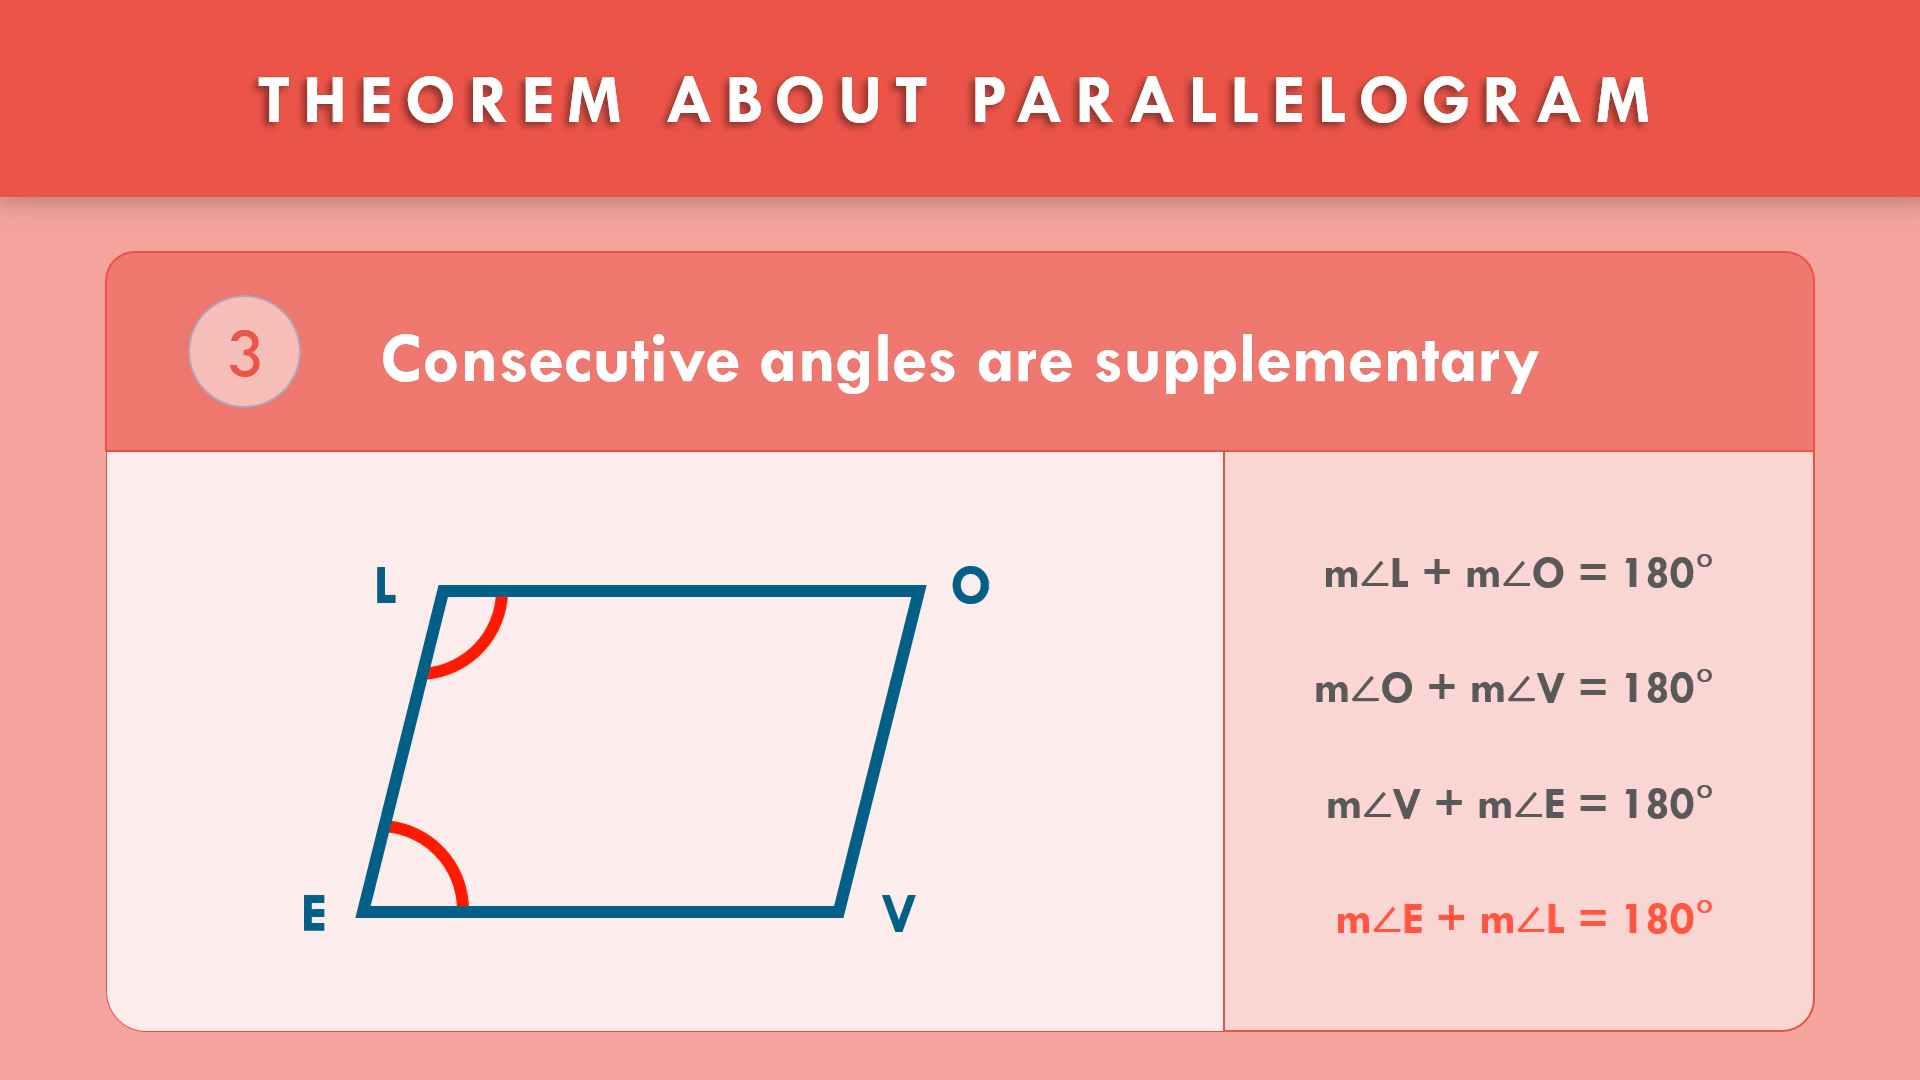 THEOREM ABOUT PARALLELOGRAM
3
Consecutive angles are supplementary
L
O
E
V
m∠L + m∠O = 180°
m∠O + m∠V = 180°
m∠V + m∠E = 180°
m∠E + m∠L = 180°